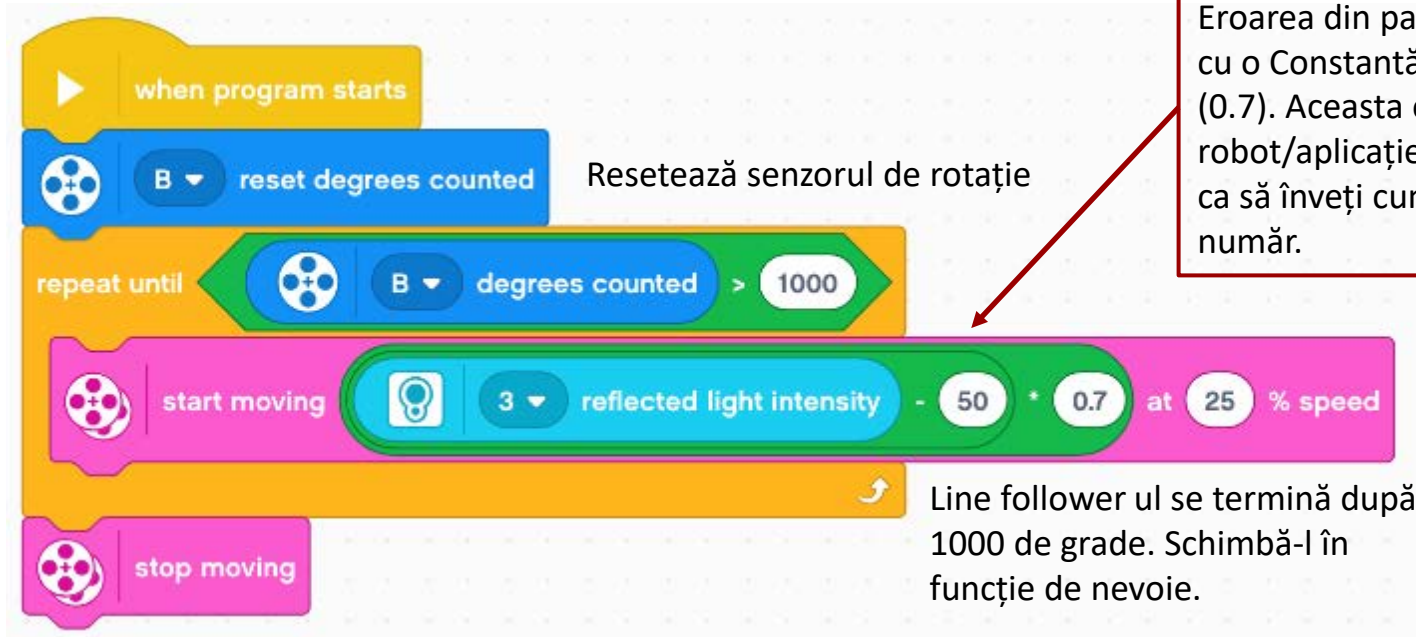 Eroarea din
cu o Constantă
(0.7). Aceasta
robot/aplicație
ca să înveți
număr.
when program starts
B reset degrees counted
Resetează senzorul de rotație
repeat until B degrees counted > 1000
start moving 3 reflected light intensity - 50 * 0.7 at 25 % speed
Line follower ul se termină după
1000 de grade. Schimbă-l în
funcție de nevoie.
stop moving